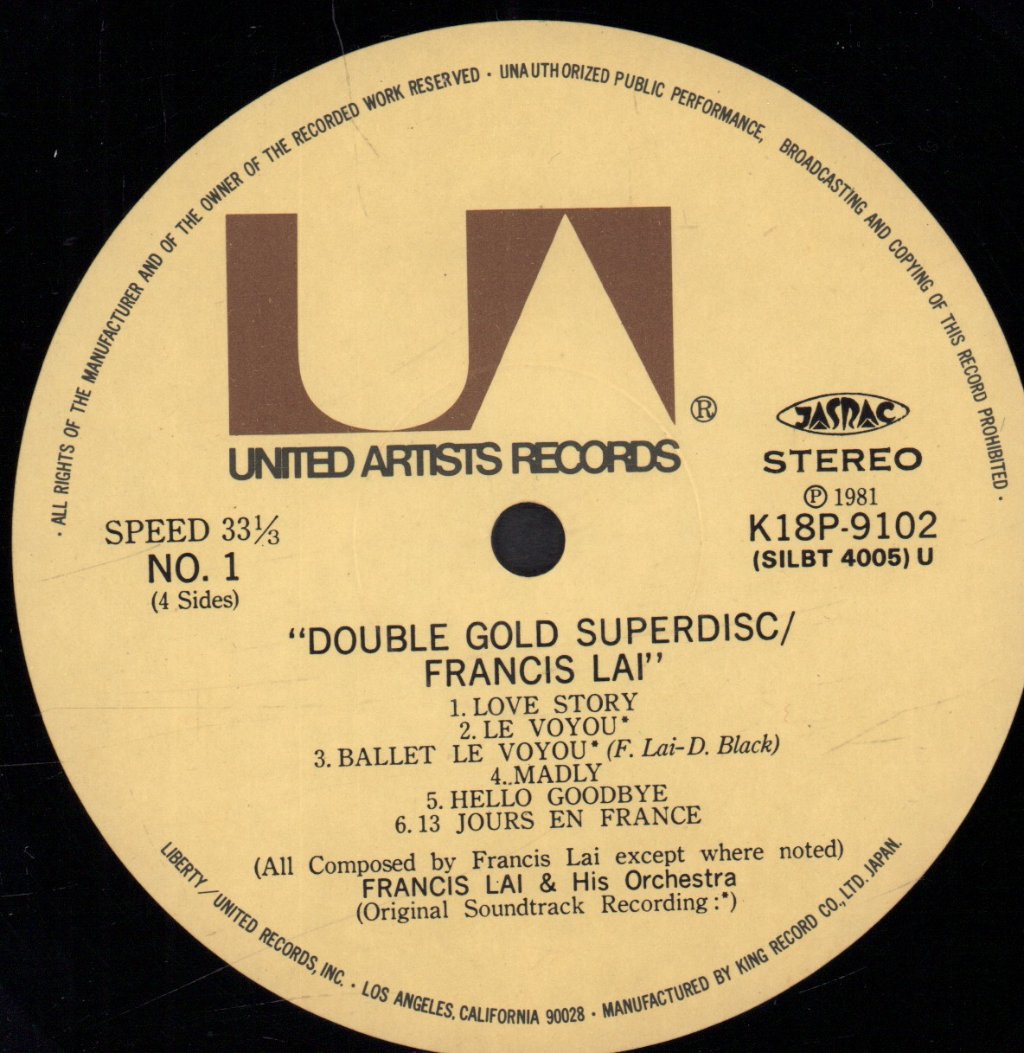 · ALL RIGHTS OF THE MANUFACTURER AND OF THE OWNER OF THE RECORDED WORK RESERVED · UNAUTHORIZED PUBLIC PERFORMANCE, BROADCASTING AND COPYING OF THIS RECORD PROHIBITED ·
UA
®
UNITED ARTISTS RECORDS
JASRAC
STEREO
℗ 1981
K18P-9102
(SILBT 4005) U
SPEED 33⅓
NO. 1
(4 Sides)
"DOUBLE GOLD SUPERDISC/
FRANCIS LAI"
1. LOVE STORY
2. LE VOYOU*
3. BALLET LE VOYOU* (F. Lai-D. Black)
4..MADLY
5. HELLO GOODBYE
6. 13 JOURS EN FRANCE
(All Composed by Francis Lai except where noted)
FRANCIS LAI & His Orchestra
(Original Soundtrack Recording:*)
LIBERTY/UNITED RECORDS, INC. · LOS ANGELES, CALIFORNIA 90028 · MANUFACTURED BY KING RECORD CO., LTD. JAPAN.